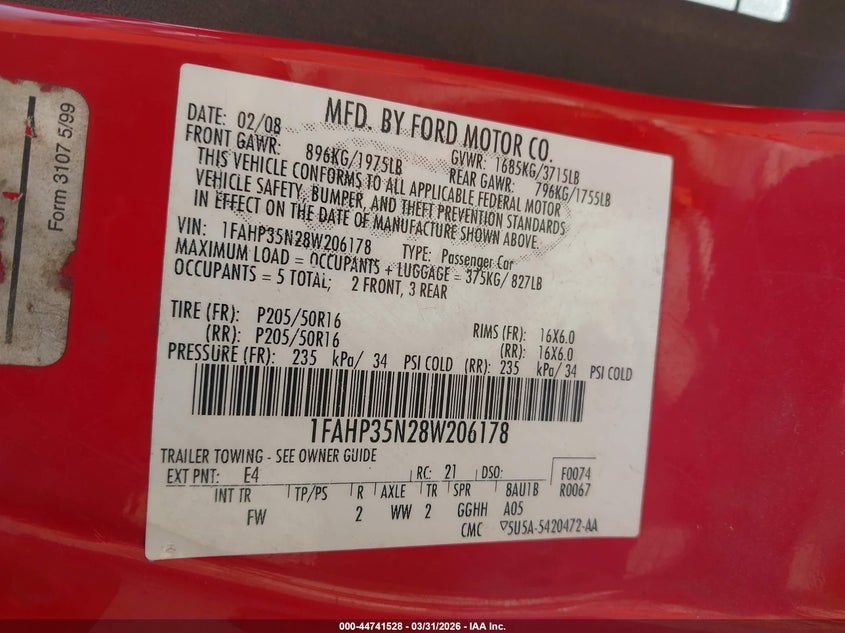 Form 3107 5/99
DATE: 02/08 MFD. BY FORD MOTOR CO.
FRONT GAWR: 896KG/1975LB GVWR: 1685KG/3715LB
REAR GAWR: 796KG/1755LB
THIS VEHICLE CONFORMS TO ALL APPLICABLE FEDERAL MOTOR
VEHICLE SAFETY, BUMPER, AND THEFT PREVENTION STANDARDS
IN EFFECT ON THE DATE OF MANUFACTURE SHOWN ABOVE.
VIN: 1FAHP35N28W206178 TYPE: Passenger Car
MAXIMUM LOAD = OCCUPANTS + LUGGAGE = 375KG/ 827LB
OCCUPANTS = 5 TOTAL; 2 FRONT, 3 REAR
TIRE (FR): P205/50R16 RIMS (FR): 16X6.0
(RR): P205/50R16 (RR): 16X6.0
PRESSURE (FR): 235 kPa/ 34 PSI COLD (RR): 235 kPa/ 34 PSI COLD
1FAHP35N28W206178
TRAILER TOWING - SEE OWNER GUIDE
EXT PNT: E4 RC: 21 DSO: F0074
INT TR TP/PS R AXLE TR SPR 8AU1B R0067
FW 2 WW 2 GGHH A05
CMC 5U5A-5420472-AA
000-44741528 - 03/31/2026 - IAA Inc.